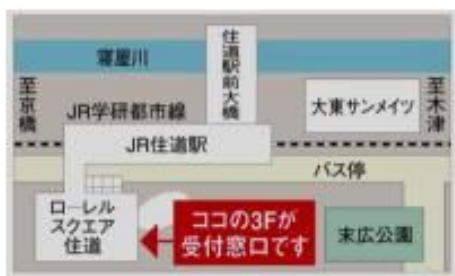 寝屋川
住道駅前大橋
至京橋
JR学研都市線
大東サンメイツ
至木津
JR住道駅
バス停
ローレル
スクエア
住道
ココの3Fが
受付窓口です
末広公園